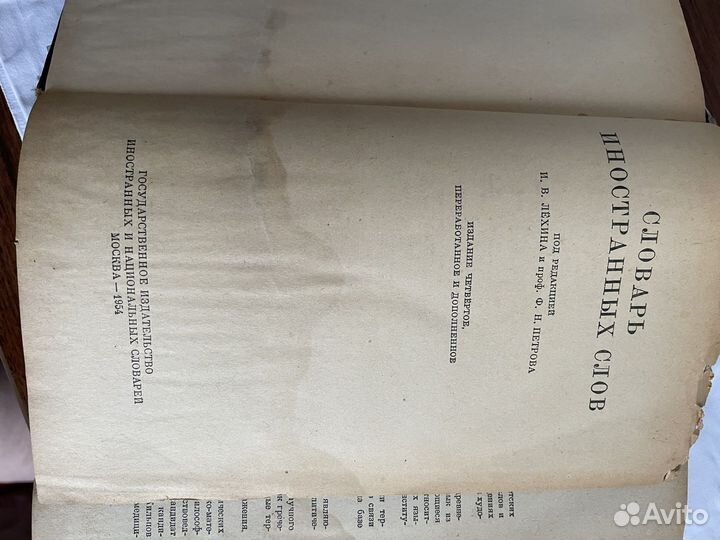 СЛОВАРЬ
ИНОСТРАННЫХ СЛОВ
ПОД РЕДАКЦИЕЙ
И. В. ЛЁХИНА и проф. Ф. Н. ПЕТРОВА
ИЗДАНИЕ ЧЕТВЁРТОЕ,
ПЕРЕРАБОТАННОЕ И ДОПОЛНЕННОЕ
ГОСУДАРСТВЕННОЕ ИЗДАТЕЛЬСТВО
ИНОСТРАННЫХ И НАЦИОНАЛЬНЫХ СЛОВАРЕЙ
МОСКВА — 1954
Avito